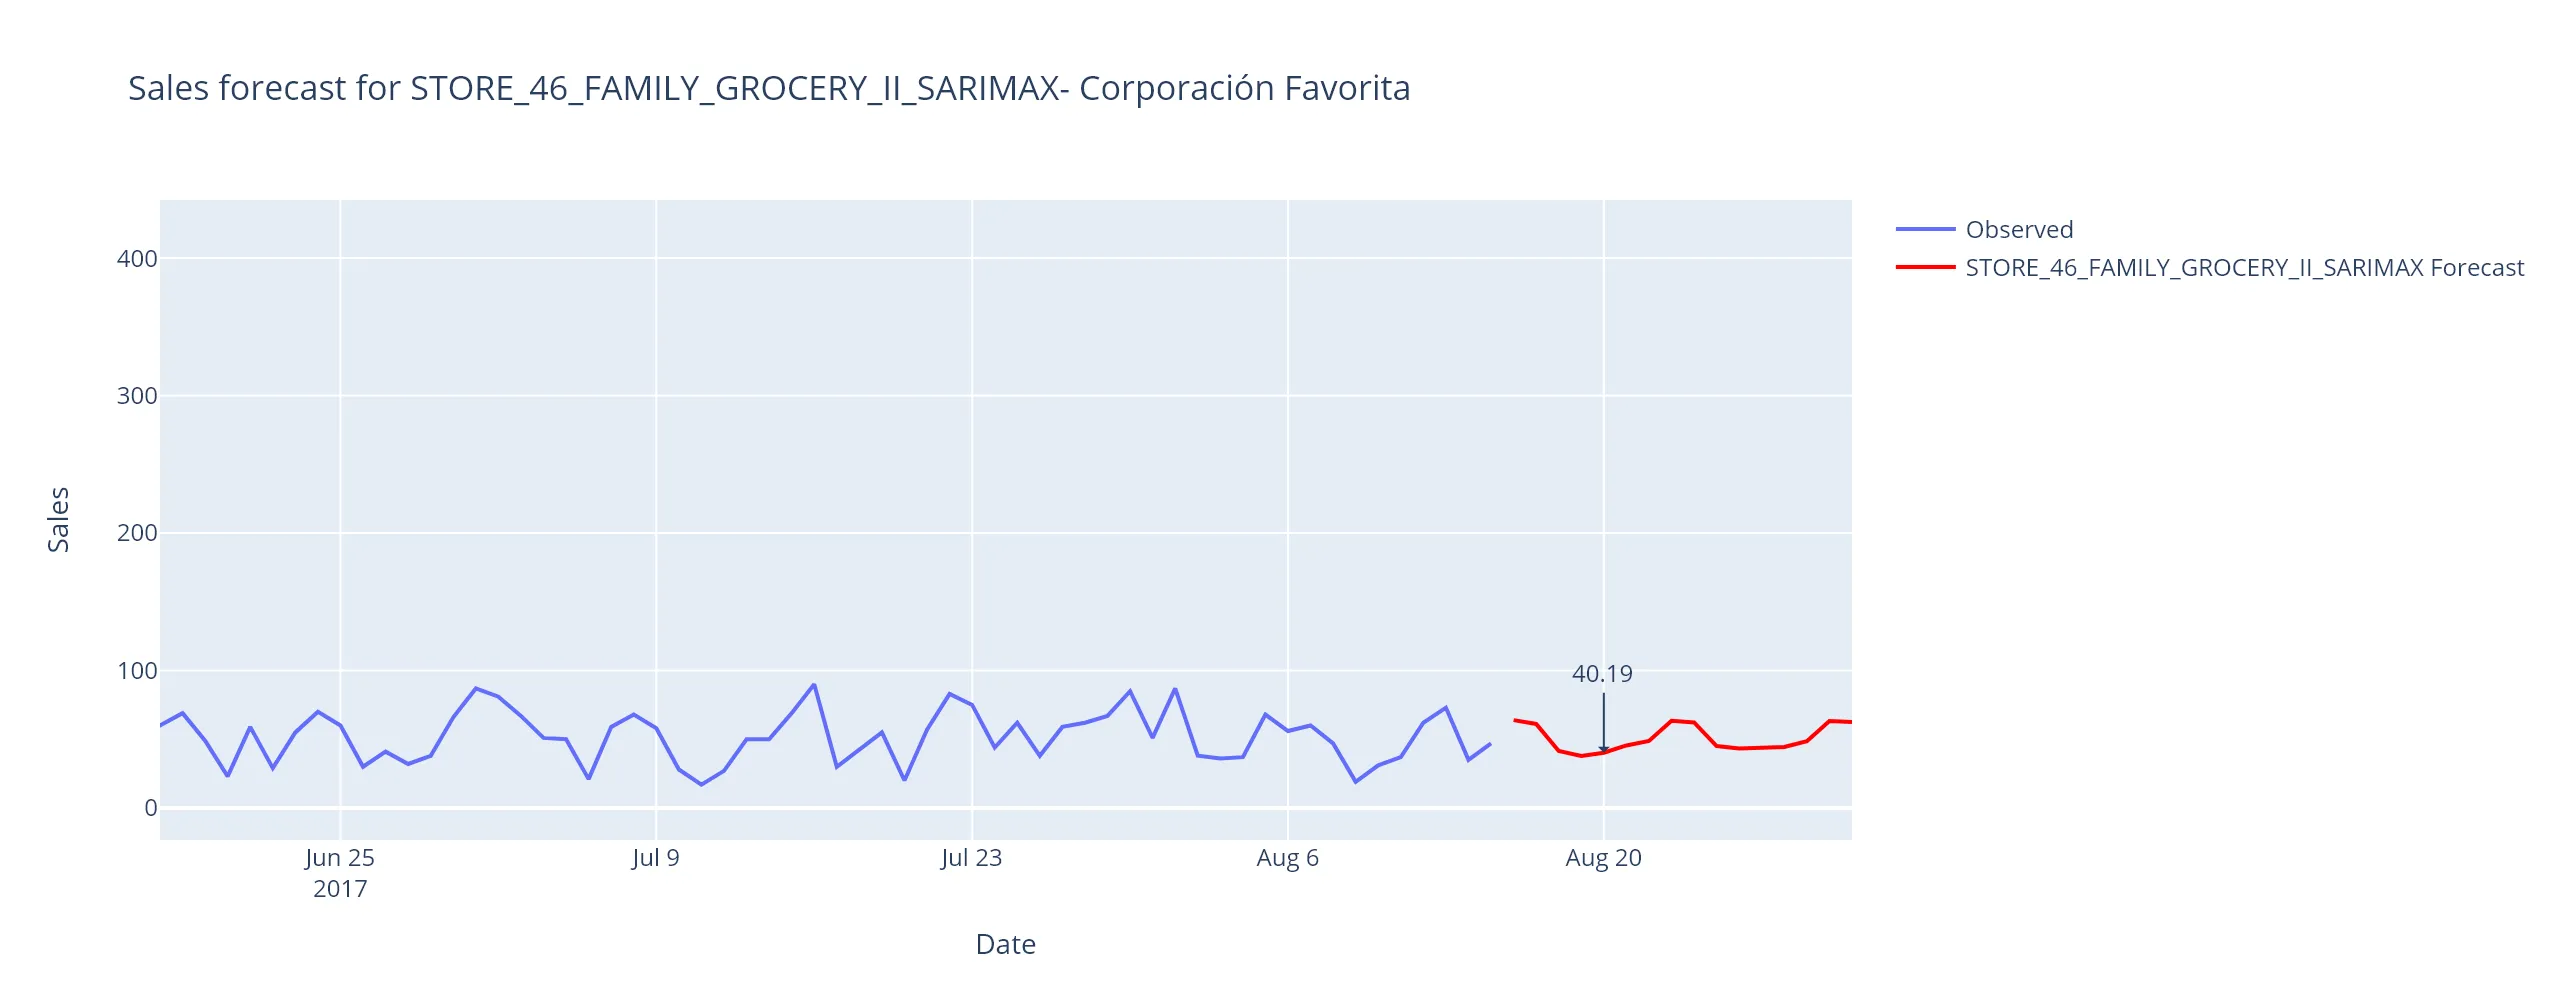 Sales forecast for STORE_46_FAMILY_GROCERY_II_SARIMAX- Corporación Favorita
Observed
STORE_46_FAMILY_GROCERY_II_SARIMAX Forecast
400
300
200
100
0
Sales
40.19
Jun 25
2017
Jul 9
Jul 23
Aug 6
Aug 20
Date